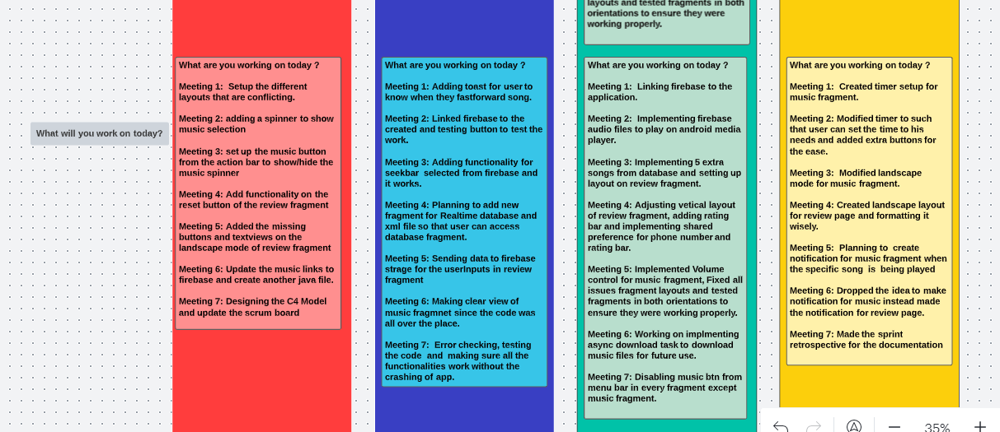 What will you work on today?
What are you working on today ?
Meeting 1:  Setup the different
layouts that are conflicting.
Meeting 2: adding a spinner to show
music selection
Meeting 3: set up the music button
from the action bar to show/hide the
music spinner
Meeting 4: Add functionality on the
reset button of the review fragment
Meeting 5: Added the missing
buttons and textviews on the
landscape mode of review fragment
Meeting 6: Update the music links to
firebase and create another java file.
Meeting 7: Designing the C4 Model
and update the scrum board
What are you working on today ?
Meeting 1: Adding toast for user to
know when they fastforward song.
Meeting 2: Linked firebase to the
created and testing button to test the
work.
Meeting 3: Adding functionality for
seekbar  selected from firebase and
it works.
Meeting 4: Planning to add new
fragment for Realtime database and
xml file so that user can access
database fragment.
Meeting 5: Sending data to firebase
strage for the userInputs in review
fragment
Meeting 6: Making clear view of
music fragmnet since the code was
all over the place.
Meeting 7:  Error checking, testing
the code  and  making sure all the
functionalities work without the
crashing of app.
layouts and tested fragments in both
orientations to ensure they were
working properly.
What are you working on today ?
Meeting 1:  Linking firebase to the
application.
Meeting 2:  Implementing firebase
audio files to play on android media
player.
Meeting 3: Implementing 5 extra
songs from database and setting up
layout on review fragment.
Meeting 4: Adjusting vetical layout
of review fragment, adding rating
bar and implementing shared
preference for phone number and
rating bar.
Meeting 5: Implemented Volume
control for music fragment, Fixed all
issues fragment layouts and tested
fragments in both orientations to
ensure they were working properly.
Meeting 6: Working on implmenting
async download task to download
music files for future use.
Meeting 7: Disabling music btn from
menu bar in every fragment except
music fragment.
What are you working on today ?
Meeting 1:  Created timer setup for
music fragment.
Meeting 2: Modified timer to such
that user can set the time to his
needs and added extra buttons for
the ease.
Meeting 3:  Modified landscape
mode for music fragment.
Meeting 4: Created landscape layout
for review page and formatting it
wisely.
Meeting 5:  Planning to  create
notification for music fragment when
the specific song  is  being played
Meeting 6: Dropped the idea to make
notification for music instead made
the notification for review page.
Meeting 7: Made the sprint
retrospective for the documentation
35%